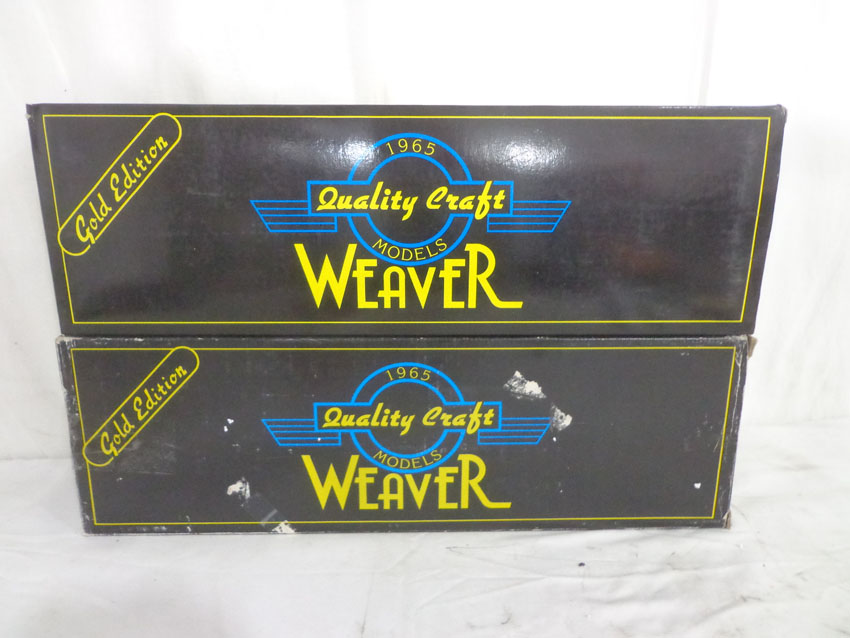 Gold Edition
1965
Quality Craft
MODELS
WEAVER
Gold Edition
1965
Quality Craft
MODELS
WEAVER